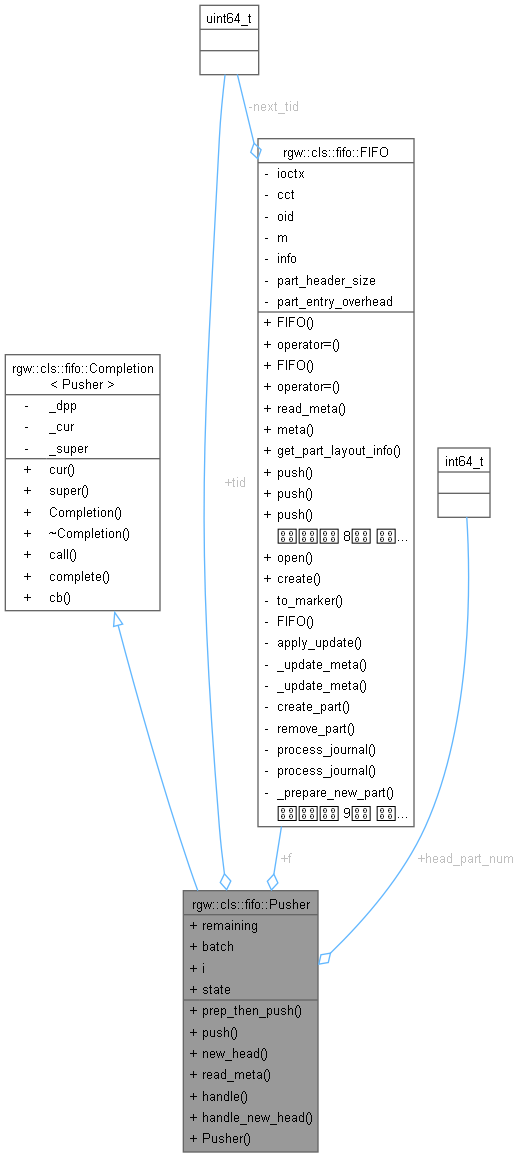 uint64_t
-next_tid
rgw::cls::fifo::FIFO
- ioctx
- cct
- oid
- m
- info
- part_header_size
- part_entry_overhead
+ FIFO()
+ operator=()
+ FIFO()
+ operator=()
+ read_meta()
+ meta()
+ get_part_layout_info()
+ push()
+ push()
+ push()
8 ...
+ open()
+ create()
- to_marker()
- FIFO()
- apply_update()
- _update_meta()
- _update_meta()
- create_part()
- remove_part()
- process_journal()
- process_journal()
- _prepare_new_part()
9 ...
rgw::cls::fifo::Completion
< Pusher >
- _dpp
- _cur
- _super
+ cur()
+ super()
+ Completion()
+ ~Completion()
+ call()
+ complete()
+ cb()
+tid
int64_t
+f
+head_part_num
rgw::cls::fifo::Pusher
+ remaining
+ batch
+ i
+ state
+ prep_then_push()
+ push()
+ new_head()
+ read_meta()
+ handle()
+ handle_new_head()
+ Pusher()